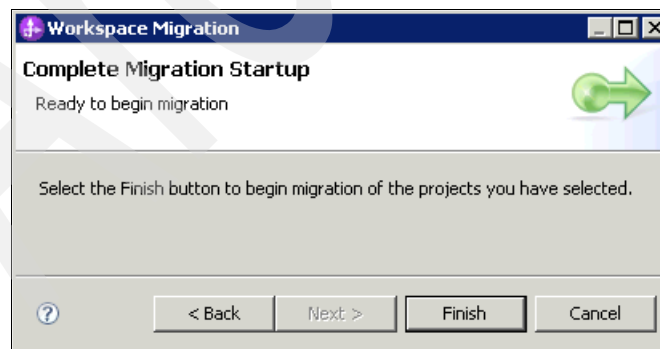 Workspace Migration
Complete Migration Startup
Ready to begin migration
Select the Finish button to begin migration of the projects you have selected.
< Back Next > Finish Cancel